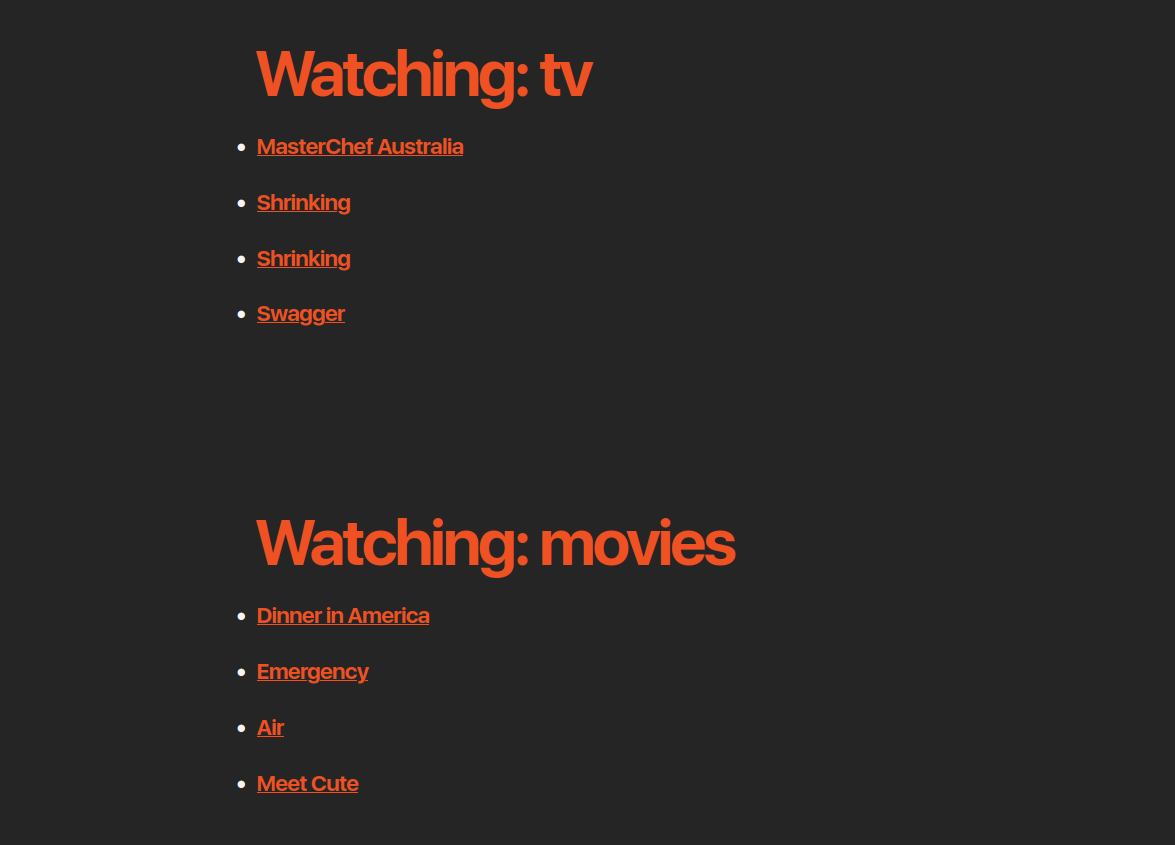 Watching: tv
• MasterChef Australia
• Shrinking
• Shrinking
• Swagger
Watching: movies
• Dinner in America
• Emergency
• Air
• Meet Cute